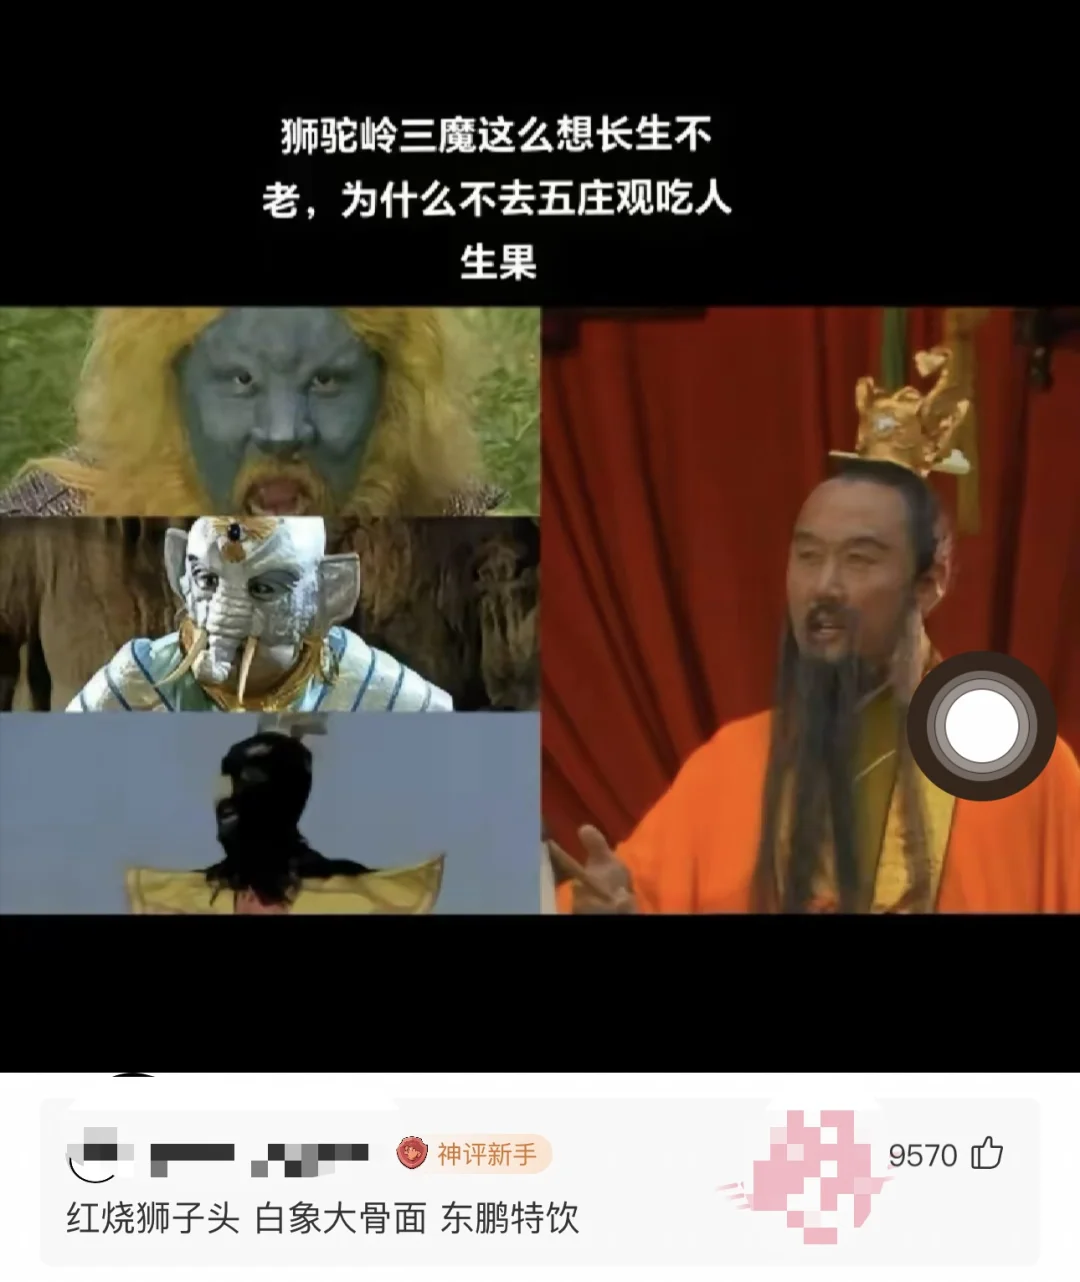 狮驼岭三魔这么想长生不
老，为什么不去五庄观吃人
生果
神评新手
9570
红烧狮子头 白象大骨面 东鹏特饮